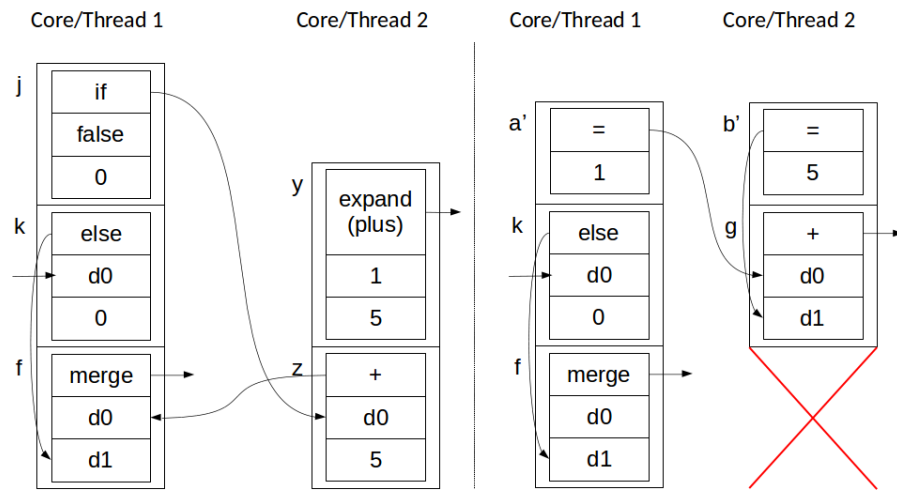 Core/Thread 1
Core/Thread 2
j
if
false
0
k
else
d0
0
f
merge
d0
d1
y
expand
(plus)
1
5
z
+
d0
5
Core/Thread 1
Core/Thread 2
a’
=
1
k
else
d0
0
f
merge
d0
d1
b’
=
5
g
+
d0
d1